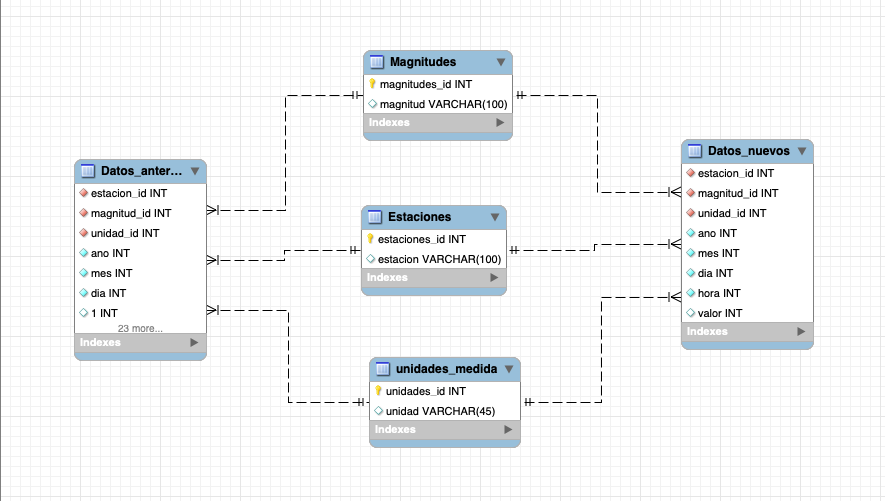 Magnitudes
magnitudes_id INT
magnitud VARCHAR(100)
Indexes
Datos_anter...
estacion_id INT
magnitud_id INT
unidad_id INT
ano INT
mes INT
dia INT
1 INT
23 more...
Indexes
Estaciones
estaciones_id INT
estacion VARCHAR(100)
Indexes
unidades_medida
unidades_id INT
unidad VARCHAR(45)
Indexes
Datos_nuevos
estacion_id INT
magnitud_id INT
unidad_id INT
ano INT
mes INT
dia INT
hora INT
valor INT
Indexes